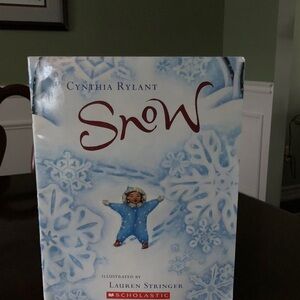 CYNTHIA RYLANT
Snow
ILLUSTRATED BY
LAUREN STRINGER
SCHOLASTIC